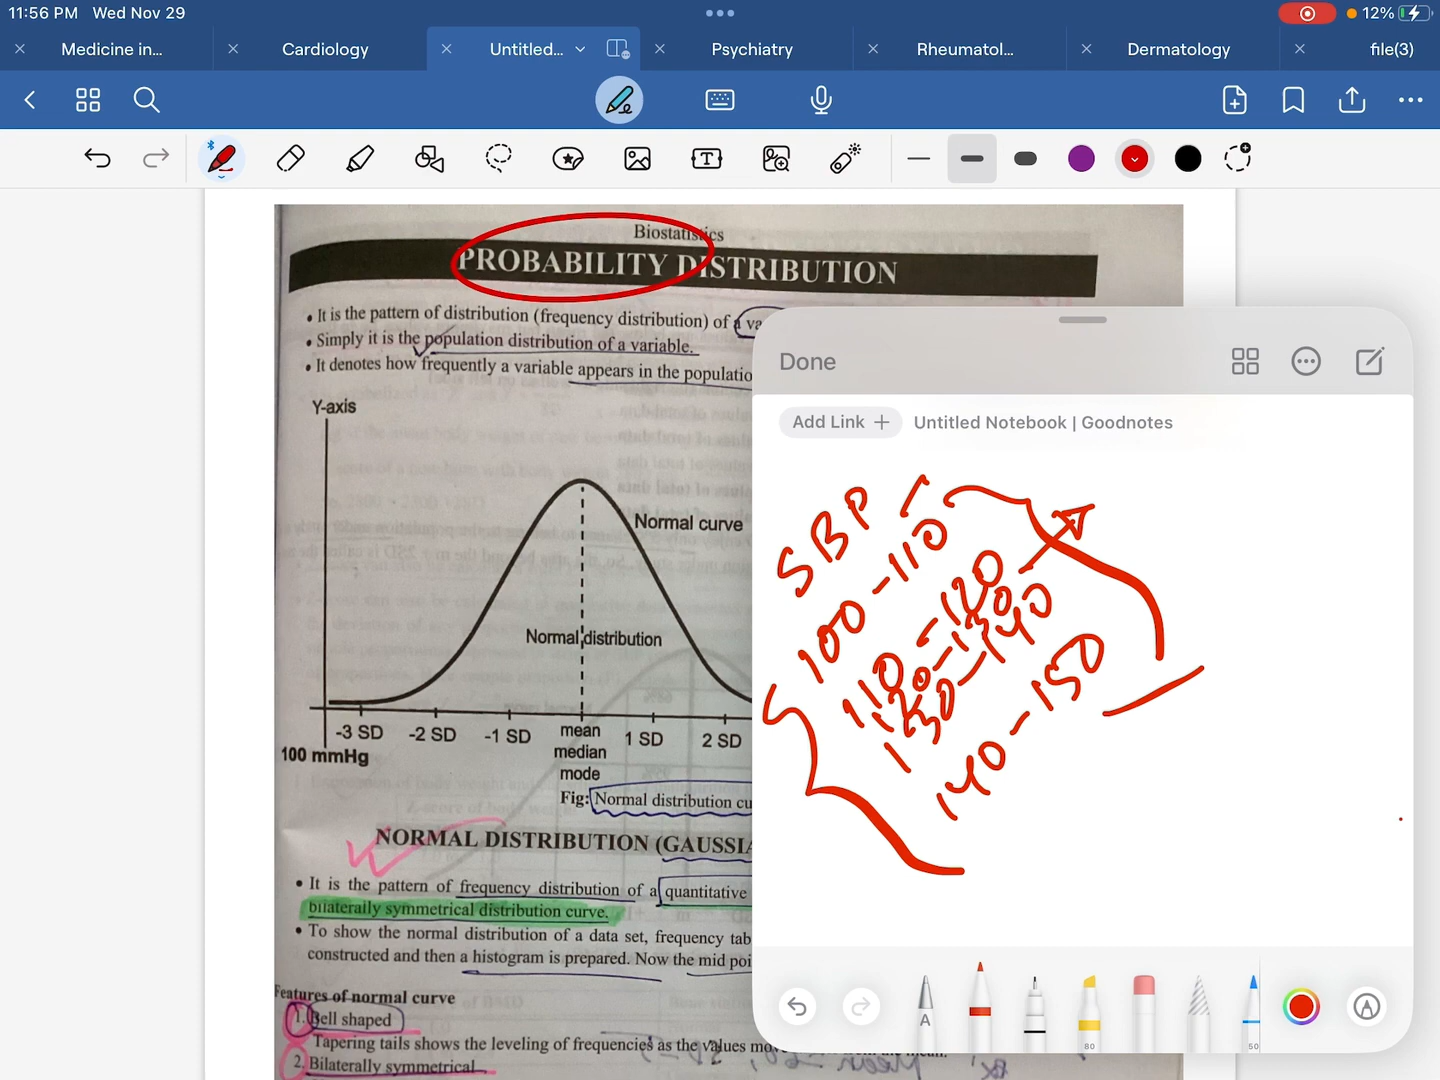 11:56 PM Wed Nov 29
12%
Medicine in...
Cardiology
Untitled...
Psychiatry
Rheumatol...
Dermatology
file(3)
Biostatistics
PROBABILITY DISTRIBUTION
• It is the pattern of distribution (frequency distribution) of a va
• Simply it is the population distribution of a variable.
• It denotes how frequently a variable appears in the populatio
Y-axis
Normal curve
Normal distribution
-3 SD -2 SD -1 SD mean 1 SD 2 SD
100 mmHg median
mode
Fig: Normal distribution cu
NORMAL DISTRIBUTION (GAUSSIA
• It is the pattern of frequency distribution of a quantitative
bilaterally symmetrical distribution curve.
• To show the normal distribution of a data set, frequency tab
constructed and then a histogram is prepared. Now the mid poi
Features of normal curve
1. Bell shaped
Tapering tails shows the leveling of frequencies as the values mov
2. Bilaterally symmetrical
Done
Add Link + Untitled Notebook | Goodnotes
SBP
100-110
110-120
120-130
130-140
140-150
A
80
50